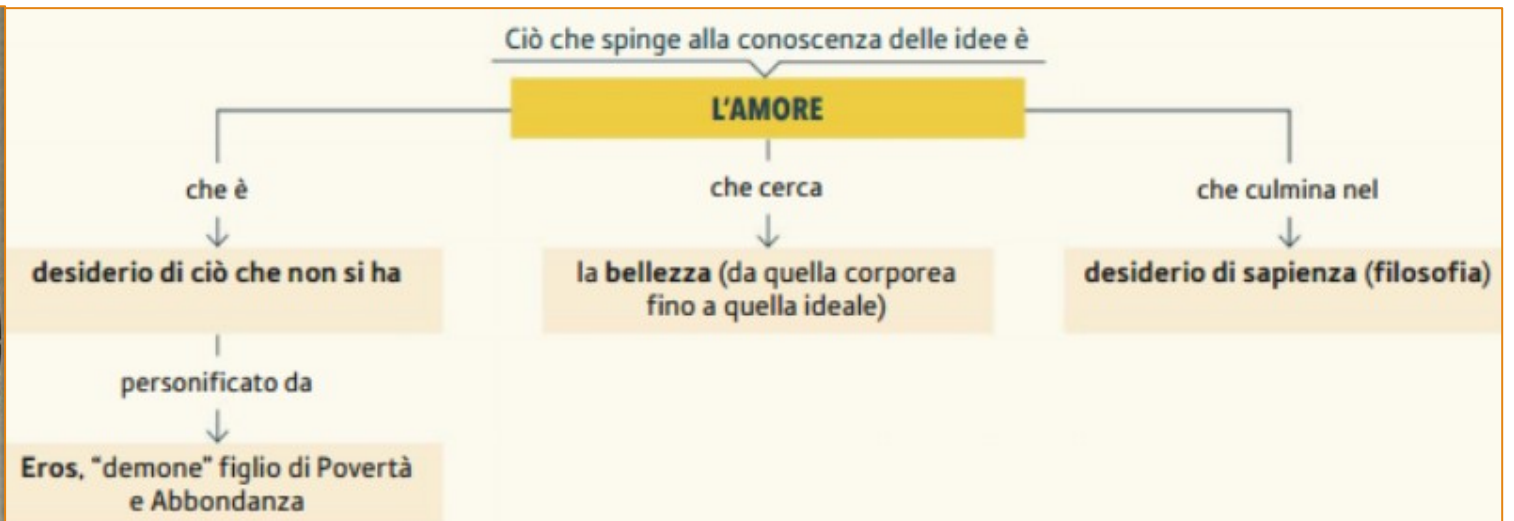 Ciò che spinge alla conoscenza delle idee è
L'AMORE
che è
desiderio di ciò che non si ha
personificato da
Eros, "demone" figlio di Povertà
e Abbondanza
che cerca
la bellezza (da quella corporea
fino a quella ideale)
che culmina nel
desiderio di sapienza (filosofia)